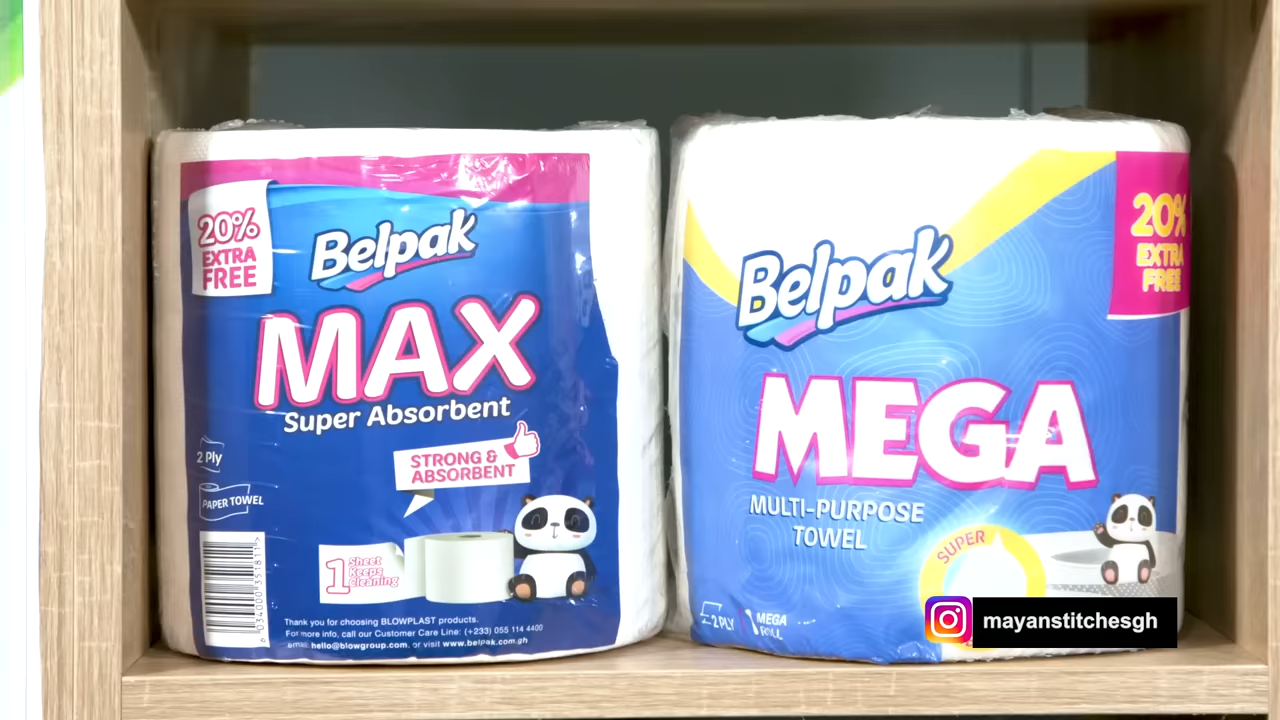 20%
EXTRA
FREE
Belpak
MAX
Super Absorbent
STRONG &
ABSORBENT
2 Ply
PAPER TOWEL
1 Sheet
Keeps
Cleaning
Thank you for choosing BLOWPLAST products.
For more info, call our Customer Care Line: (+233) 055 114 4400
email: hello@blowgroup.com. or visit www.belpak.com.gh
Belpak
20%
EXTRA
FREE
MEGA
MULTI-PURPOSE
TOWEL
SUPER
2 PLY
MEGA
ROLL
mayanstitchesgh